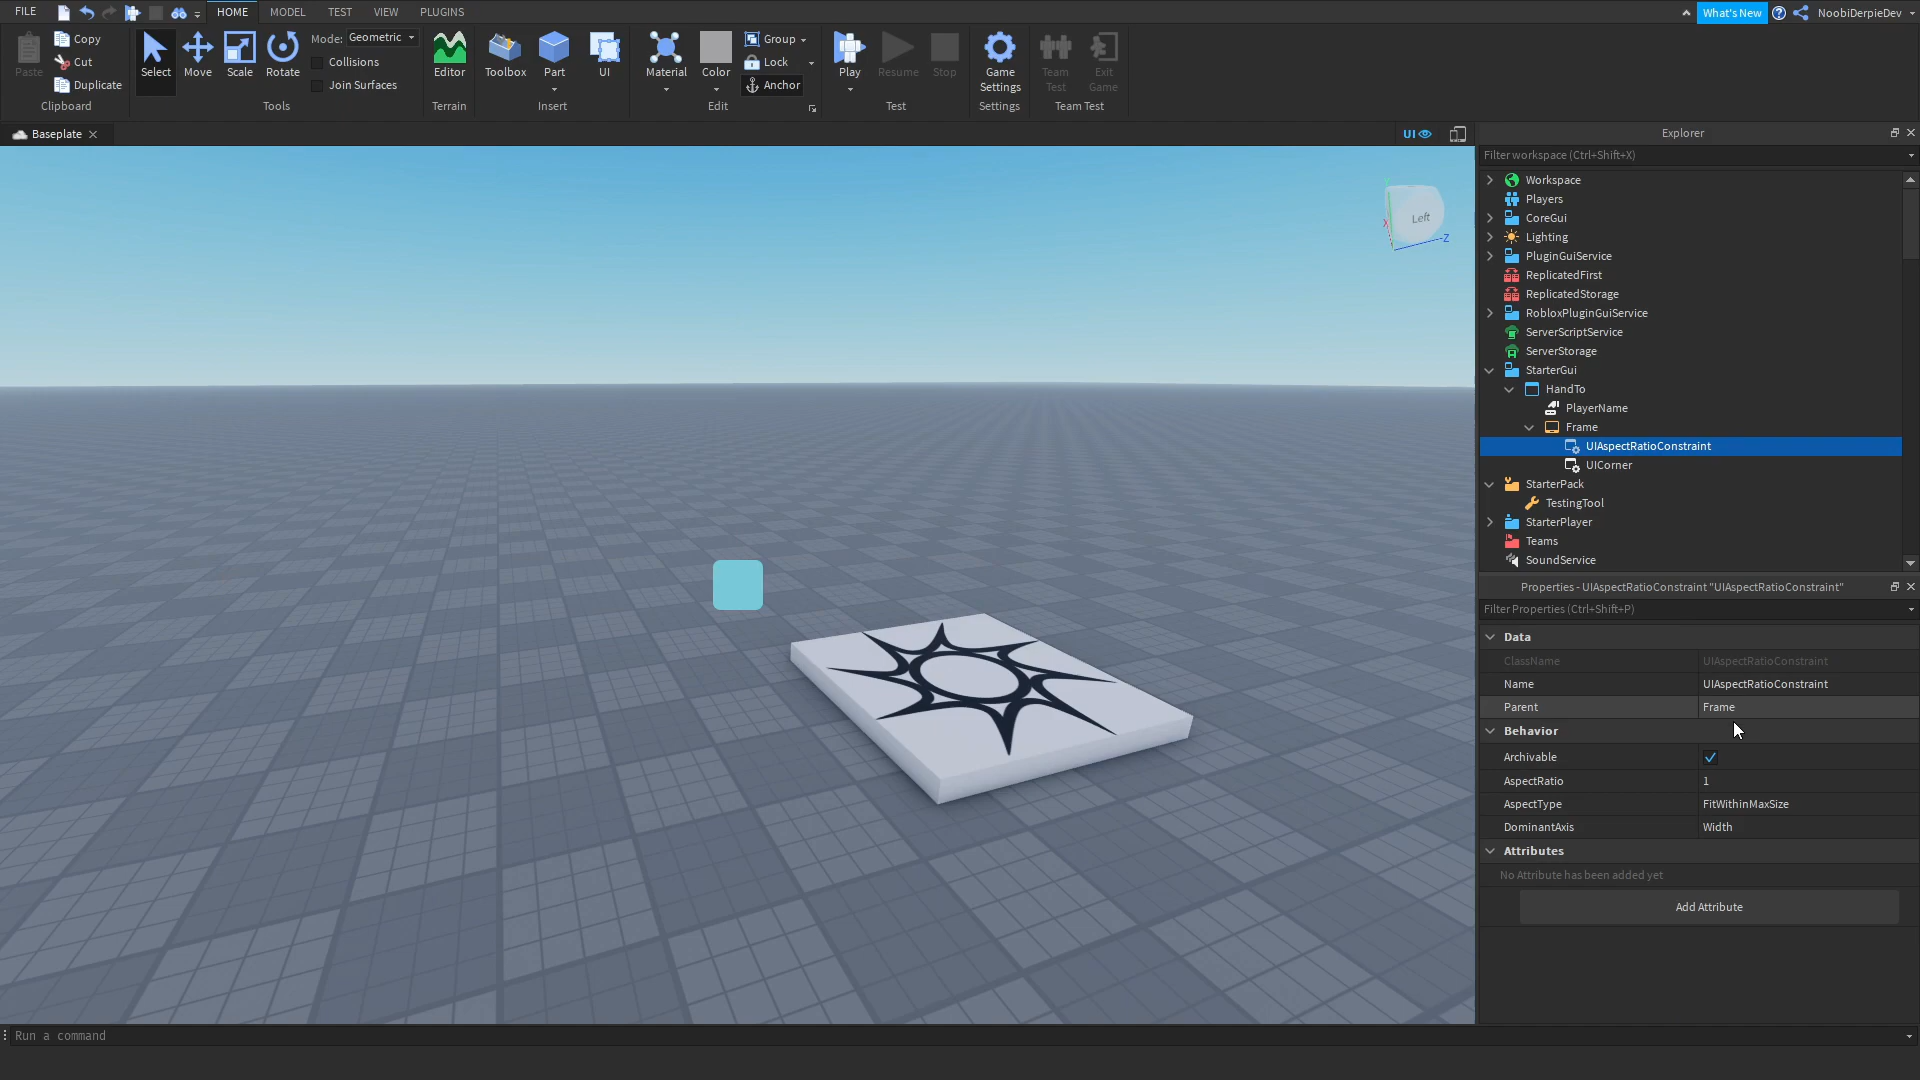 FILE
HOME
MODEL
TEST
VIEW
PLUGINS
What's New
NoobiDerpieDev
Paste
Copy
Cut
Duplicate
Clipboard
Select
Move
Scale
Rotate
Mode: Geometric
Collisions
Join Surfaces
Tools
Editor
Terrain
Toolbox
Part
UI
Insert
Material
Color
Group
Lock
Anchor
Edit
Play
Resume
Stop
Test
Game
Settings
Settings
Team
Test
Exit
Game
Team Test
Baseplate
UI
Left
X
Z
Explorer
Filter workspace (Ctrl+Shift+X)
Workspace
Players
CoreGui
Lighting
PluginGuiService
ReplicatedFirst
ReplicatedStorage
RobloxPluginGuiService
ServerScriptService
ServerStorage
StarterGui
HandTo
PlayerName
Frame
UIAspectRatioConstraint
UICorner
StarterPack
TestingTool
StarterPlayer
Teams
SoundService
Properties - UIAspectRatioConstraint "UIAspectRatioConstraint"
Filter Properties (Ctrl+Shift+P)
Data
ClassName UIAspectRatioConstraint
Name UIAspectRatioConstraint
Parent Frame
Behavior
Archivable
AspectRatio 1
AspectType FitWithinMaxSize
DominantAxis Width
Attributes
No Attribute has been added yet
Add Attribute
Run a command